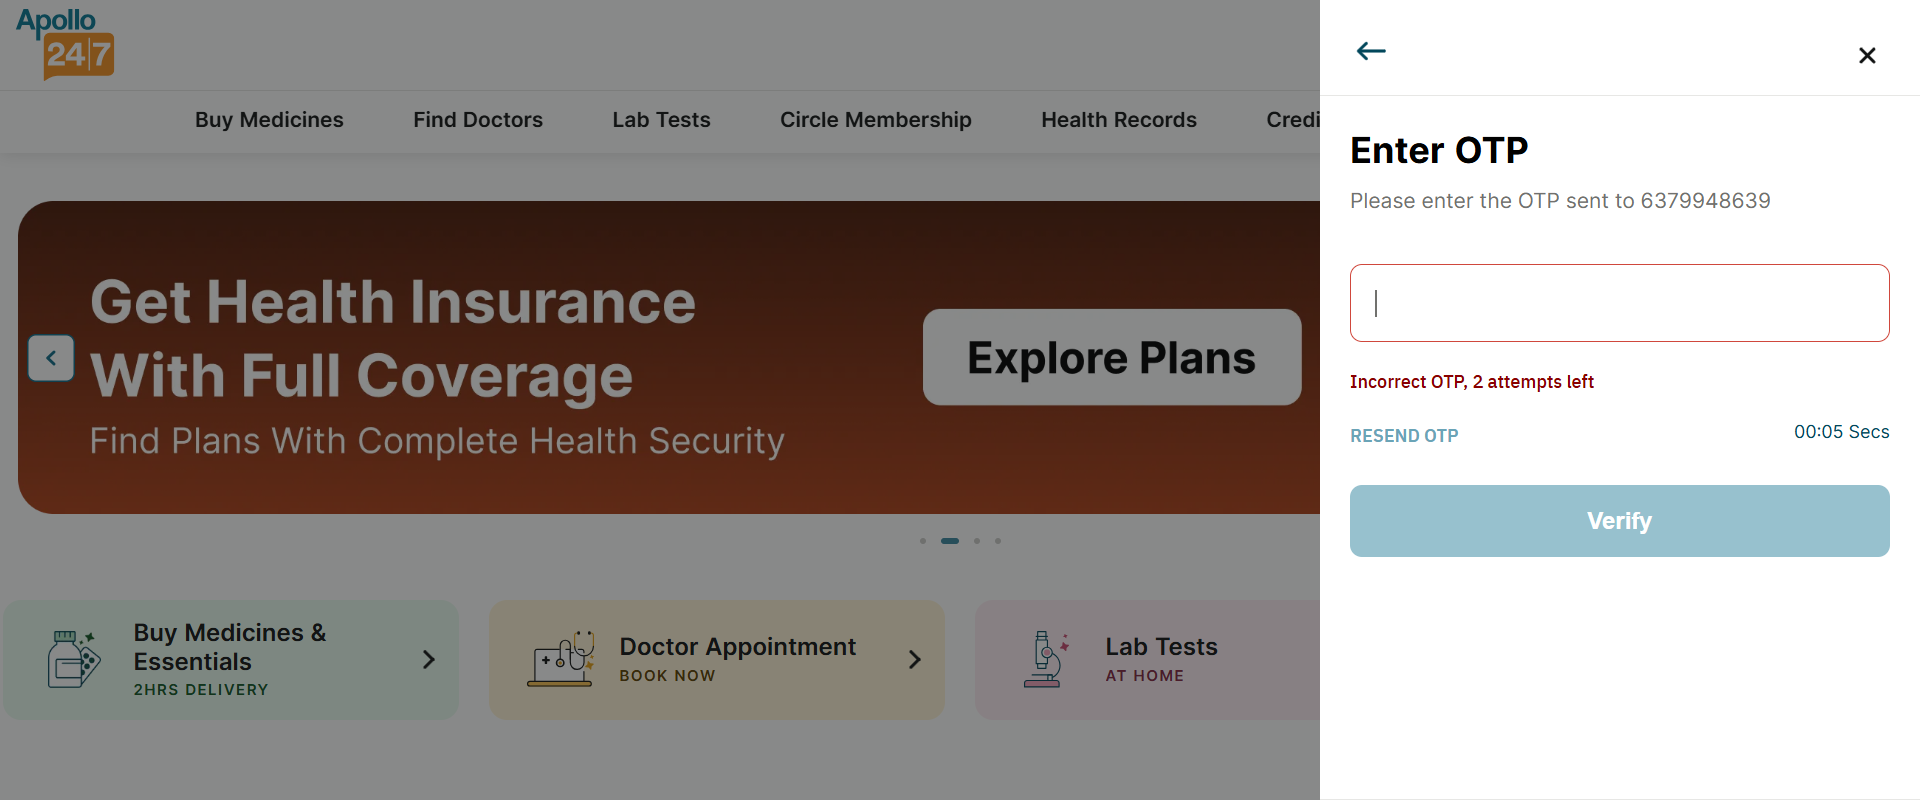 Apollo
24|7
Buy Medicines
Find Doctors
Lab Tests
Circle Membership
Health Records
Credi
Get Health Insurance
With Full Coverage
Find Plans With Complete Health Security
Explore Plans
Buy Medicines &
Essentials
2HRS DELIVERY
Doctor Appointment
BOOK NOW
Lab Tests
AT HOME
Enter OTP
Please enter the OTP sent to 6379948639
Incorrect OTP, 2 attempts left
RESEND OTP
00:05 Secs
Verify